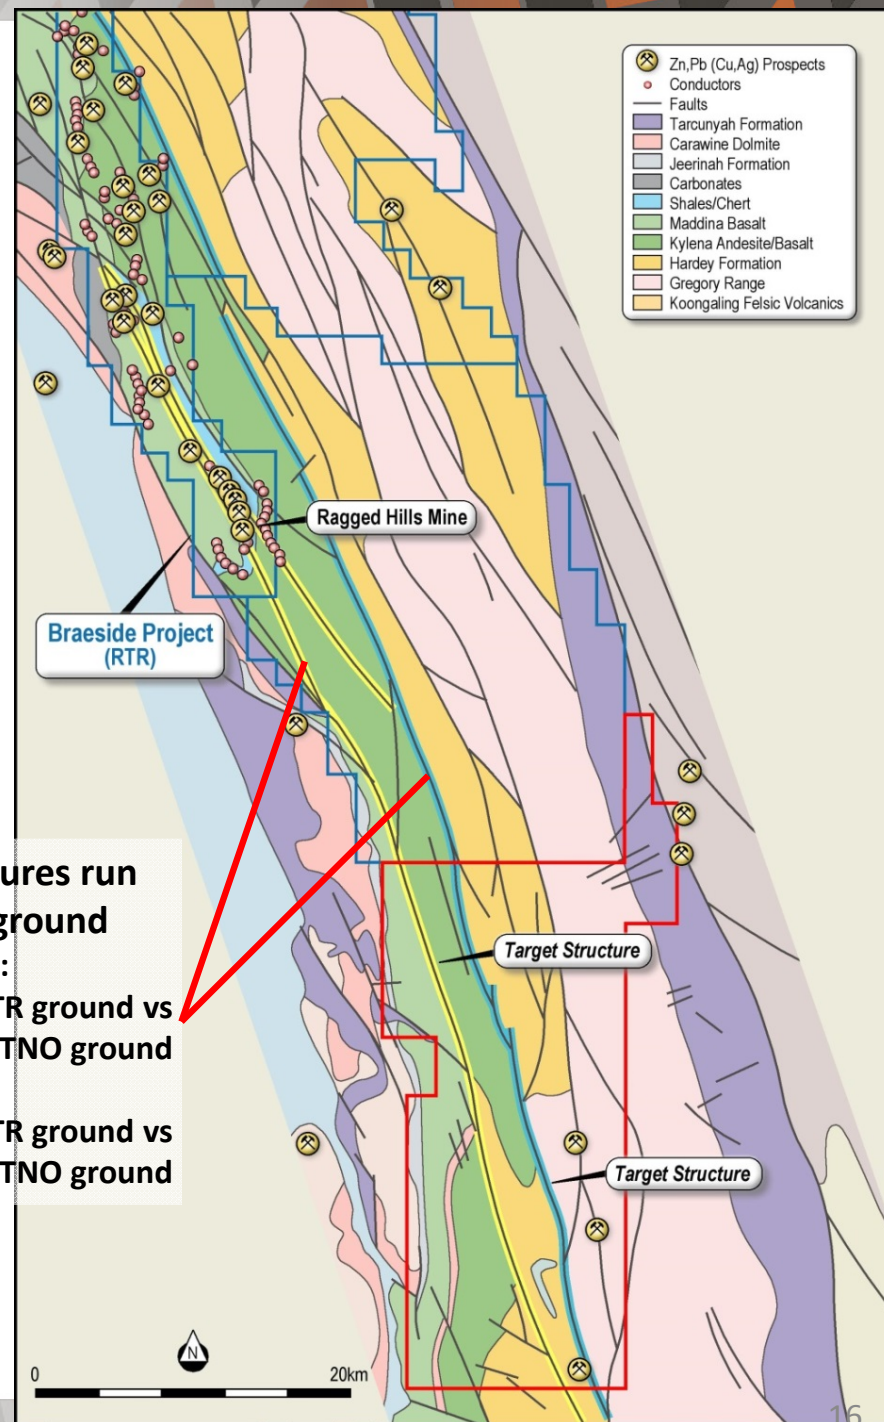 Zn,Pb (Cu,Ag) Prospects
Conductors
Faults
Tarcunyah Formation
Carawine Dolmite
Jeerinah Formation
Carbonates
Shales/Chert
Maddina Basalt
Kylena Andesite/Basalt
Hardey Formation
Gregory Range
Koongaling Felsic Volcanics
Ragged Hills Mine
Braeside Project
(RTR)
ures run
ground
:
TR ground vs
TNO ground
TR ground vs
TNO ground
Target Structure
Target Structure
N
0 20km
16